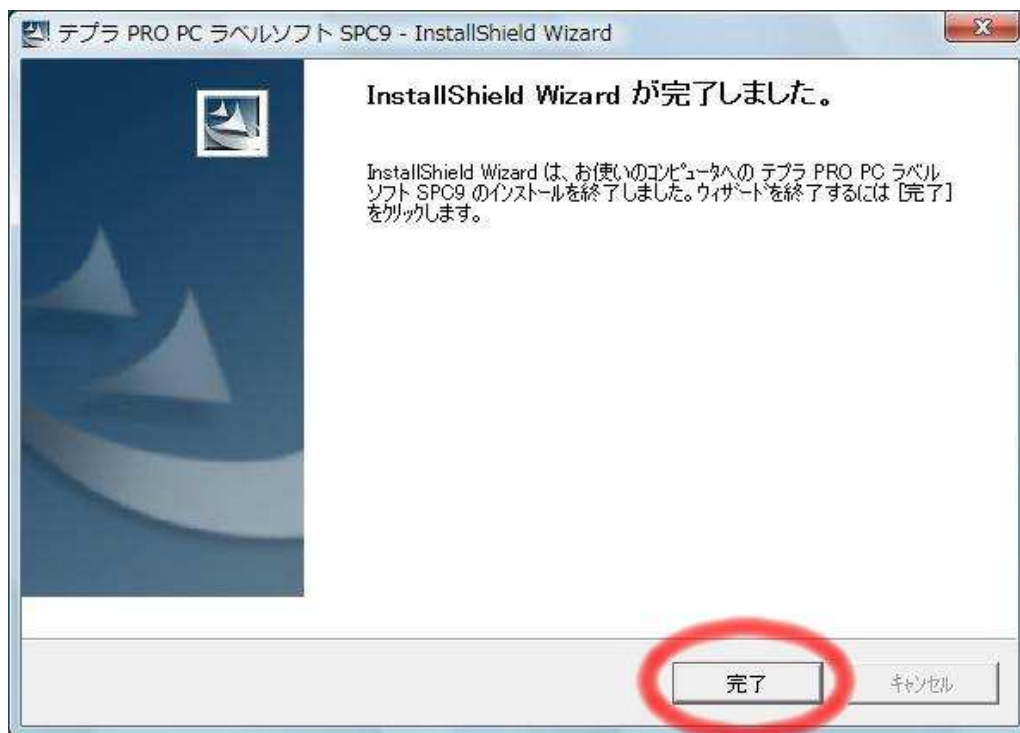 テプラ PRO PC ラベルソフト SPC9 - InstallShield Wizard
InstallShield Wizard が完了しました。
InstallShield Wizard は、お使いのコンピュータへの テプラ PRO PC ラベル
ソフト SPC9 のインストールを終了しました。ウィザードを終了するには [完了]
をクリックします。
完了
キャンセル